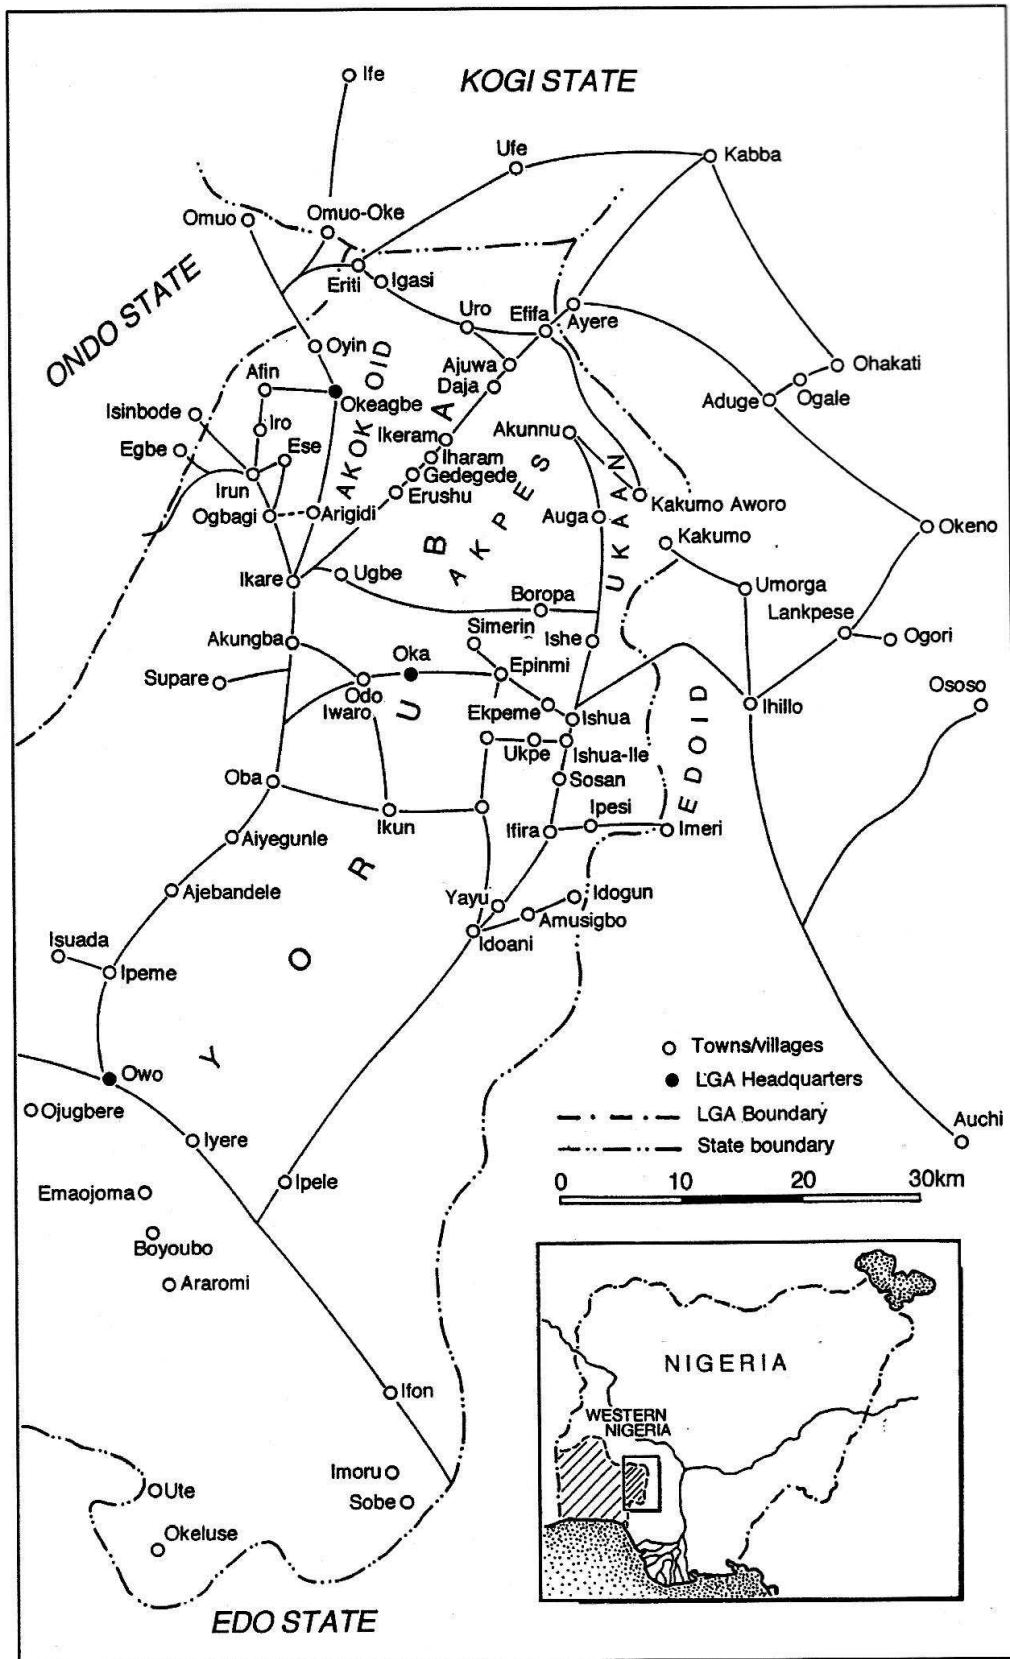 Ife
KOGI STATE
Ufe
Kabba
Omuo
Omuo-Oke
Eriti
Igasi
ONDO STATE
Uro
Efifa
Ayere
Oyin
Ajuwa
Ohakati
Afin
Daja
Ogale
Okeagbe
Aduge
Isinbode
Iro
Ikeram
Akunnu
Egbe
Ese
Iharam
Gedegede
Irun
Erushu
Kakumo Aworo
Ogbagi
Arigidi
Auga
Okeno
AKOKOID
AKPES
UKAAN
Kakumo
Ikare
Ugbe
Umorga
Boropa
Lankpese
Simerin
Akungba
Ishe
Ogori
Oka
Epinmi
Supare
Odo
Iwaro
Ososo
Ekpeme
Ishua
Ihillo
EDOID
Ukpe
Ishua-Ile
Oba
Sosan
Ikun
Ipesi
Ifira
Imeri
Aiyegunle
YORUBA
Ajebandele
Yayu
Idogun
Amusigbo
Isuada
Idoani
Ipeme
Owo
Ojugbere
Iyere
Ipele
Emaojoma
Boyoubo
Araromi
Auchi
Towns/villages
LGA Headquarters
LGA Boundary
State boundary
0 10 20 30km
Ifon
Imoru
Sobe
Ute
Okeluse
EDO STATE
NIGERIA
WESTERN
NIGERIA